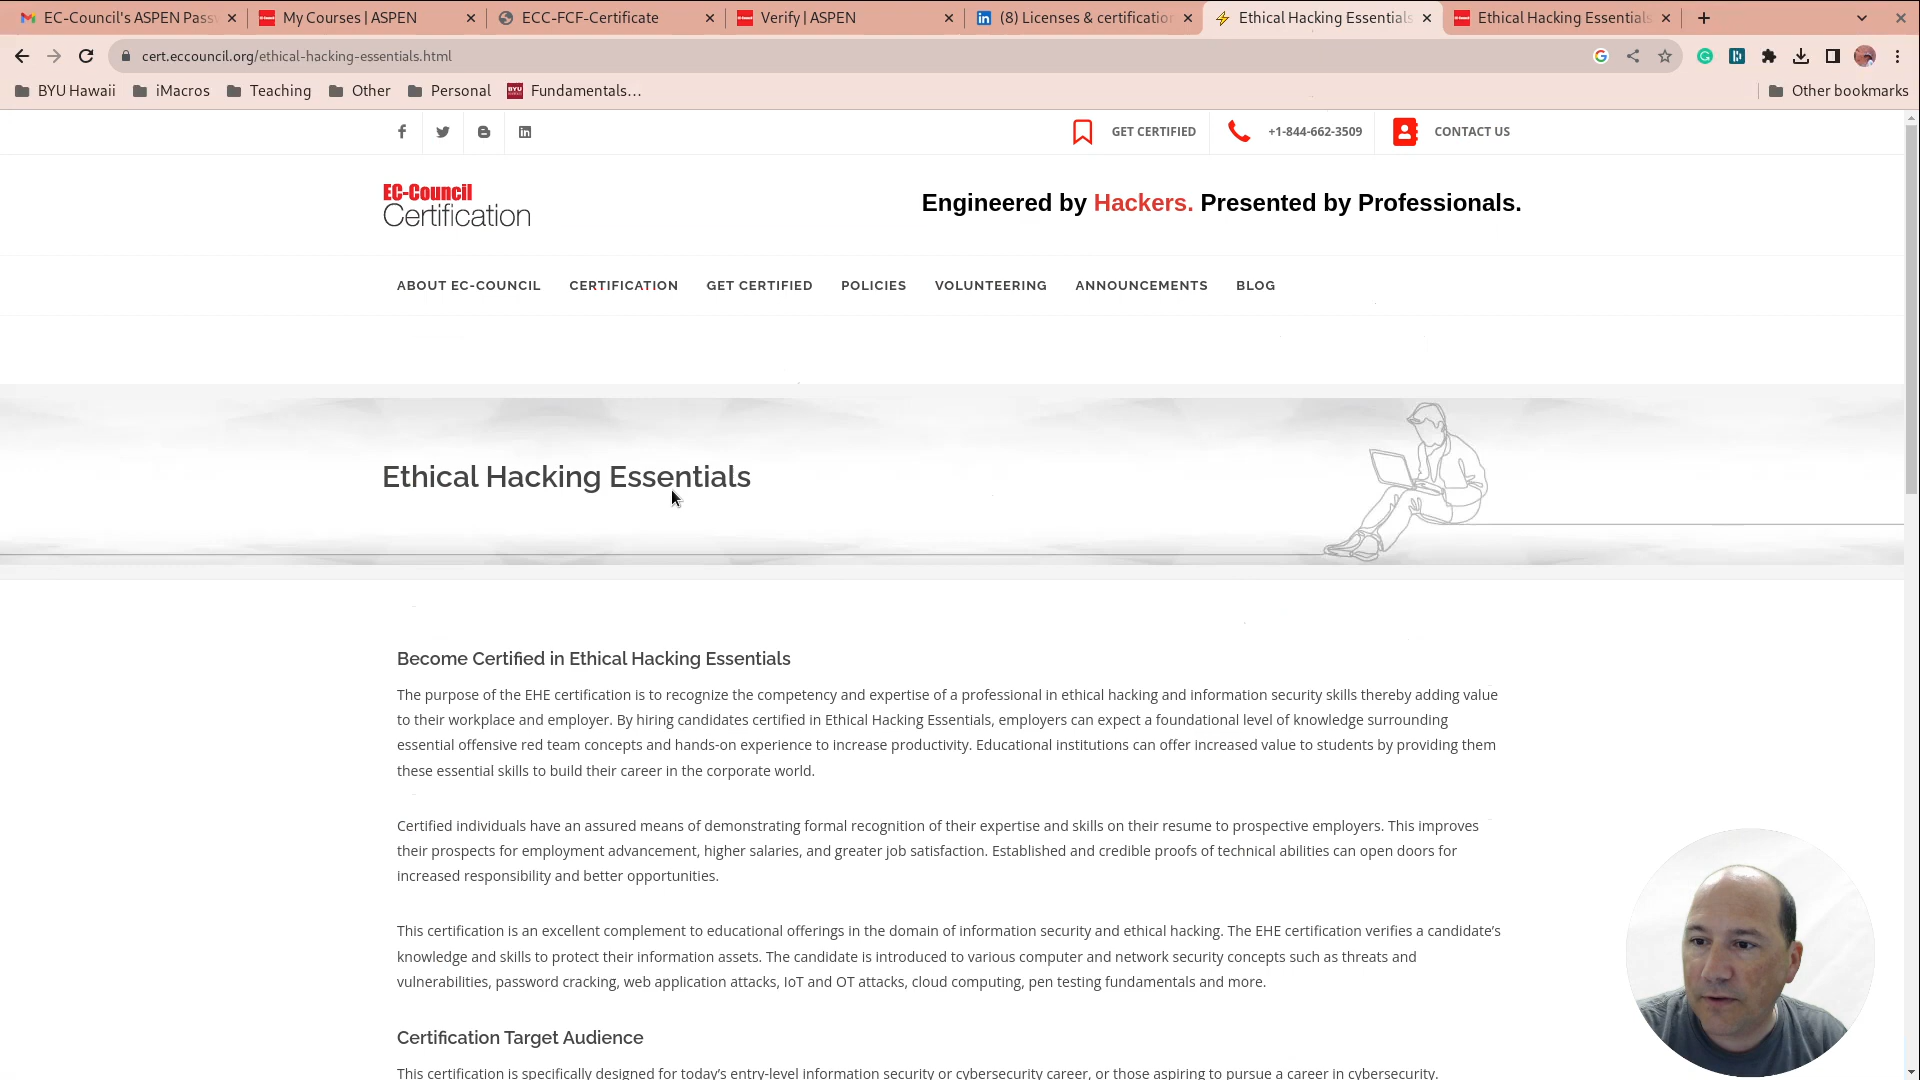 EC-Council's ASPEN Passw
My Courses | ASPEN
ECC-FCF-Certificate
Verify | ASPEN
(8) Licenses & certification
Ethical Hacking Essentials
Ethical Hacking Essentials
cert.eccouncil.org/ethical-hacking-essentials.html
BYU Hawaii
iMacros
Teaching
Other
Personal
Fundamentals...
Other bookmarks
GET CERTIFIED
+1-844-662-3509
CONTACT US
EC-Council
Certification
Engineered by Hackers. Presented by Professionals.
ABOUT EC-COUNCIL
CERTIFICATION
GET CERTIFIED
POLICIES
VOLUNTEERING
ANNOUNCEMENTS
BLOG
Ethical Hacking Essentials
Become Certified in Ethical Hacking Essentials
The purpose of the EHE certification is to recognize the competency and expertise of a professional in ethical hacking and information security skills thereby adding value
to their workplace and employer. By hiring candidates certified in Ethical Hacking Essentials, employers can expect a foundational level of knowledge surrounding
essential offensive red team concepts and hands-on experience to increase productivity. Educational institutions can offer increased value to students by providing them
these essential skills to build their career in the corporate world.
Certified individuals have an assured means of demonstrating formal recognition of their expertise and skills on their resume to prospective employers. This improves
their prospects for employment advancement, higher salaries, and greater job satisfaction. Established and credible proofs of technical abilities can open doors for
increased responsibility and better opportunities.
This certification is an excellent complement to educational offerings in the domain of information security and ethical hacking. The EHE certification verifies a candidate's
knowledge and skills to protect their information assets. The candidate is introduced to various computer and network security concepts such as threats and
vulnerabilities, password cracking, web application attacks, IoT and OT attacks, cloud computing, pen testing fundamentals and more.
Certification Target Audience
This certification is specifically designed for today's entry-level information security or cybersecurity career, or those aspiring to pursue a career in cybersecurity.